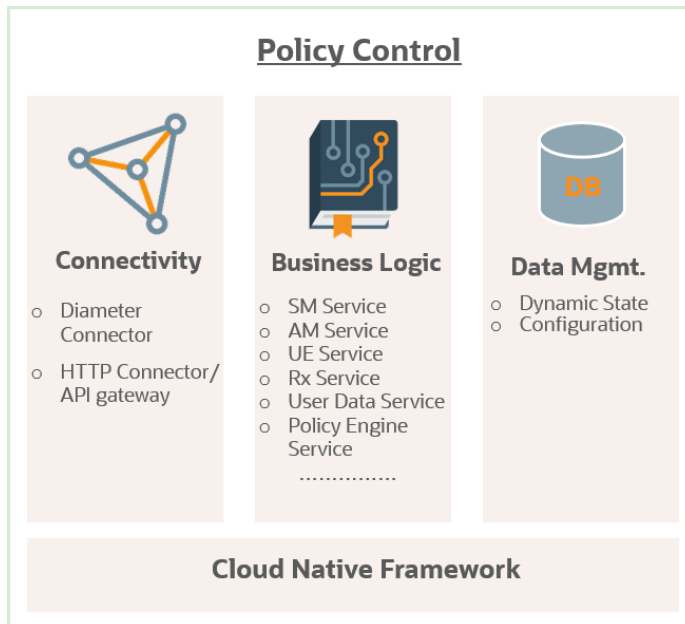 Policy Control
Connectivity
o Diameter
Connector
o HTTP Connector/
API gateway
Business Logic
o SM Service
o AM Service
o UE Service
o Rx Service
o User Data Service
o Policy Engine
Service
...............
DB
Data Mgmt.
o Dynamic State
o Configuration
Cloud Native Framework